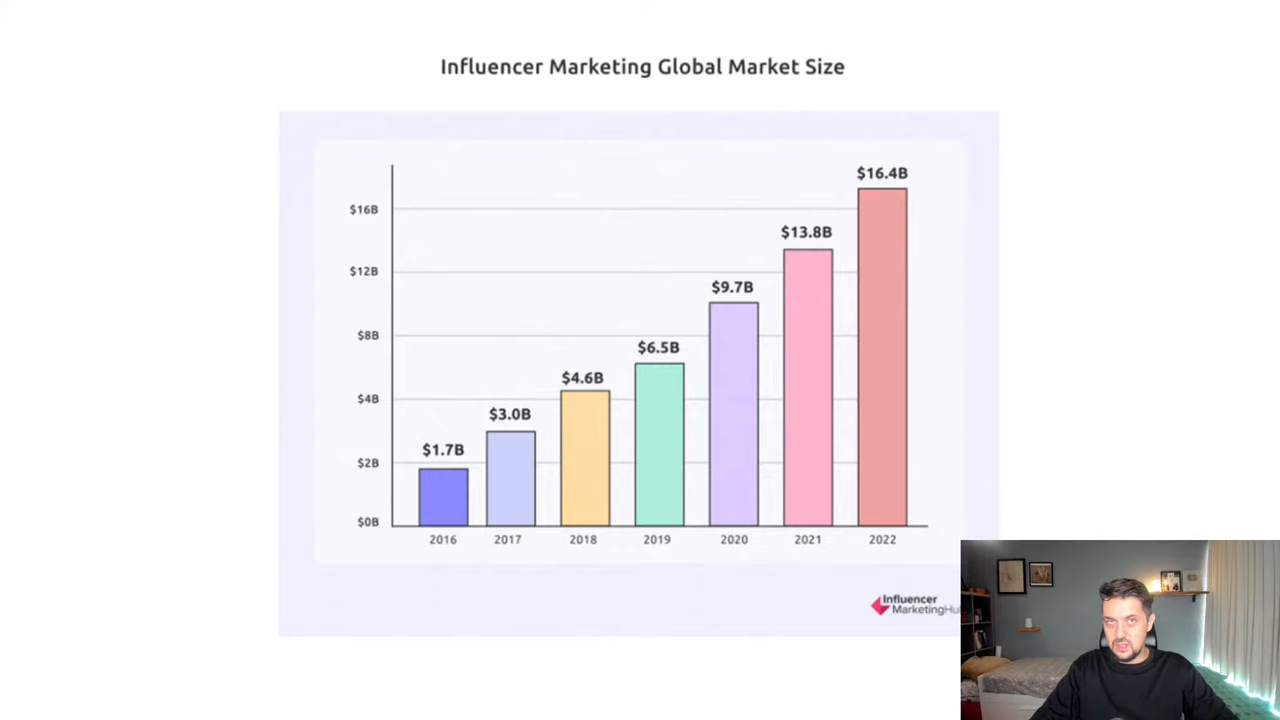 Influencer Marketing Global Market Size
$16.4B
$16B
$13.8B
$12B
$9.7B
$8B
$6.5B
$4.6B
$4B
$3.0B
$1.7B
$2B
$0B
2016 2017 2018 2019 2020 2021 2022
Influencer
MarketingHu